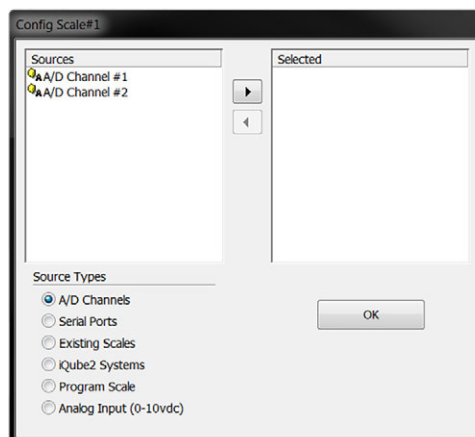 Config Scale#1
Sources
A/D Channel #1
A/D Channel #2
Selected
Source Types
A/D Channels
Serial Ports
Existing Scales
iQube2 Systems
Program Scale
Analog Input (0-10vdc)
OK